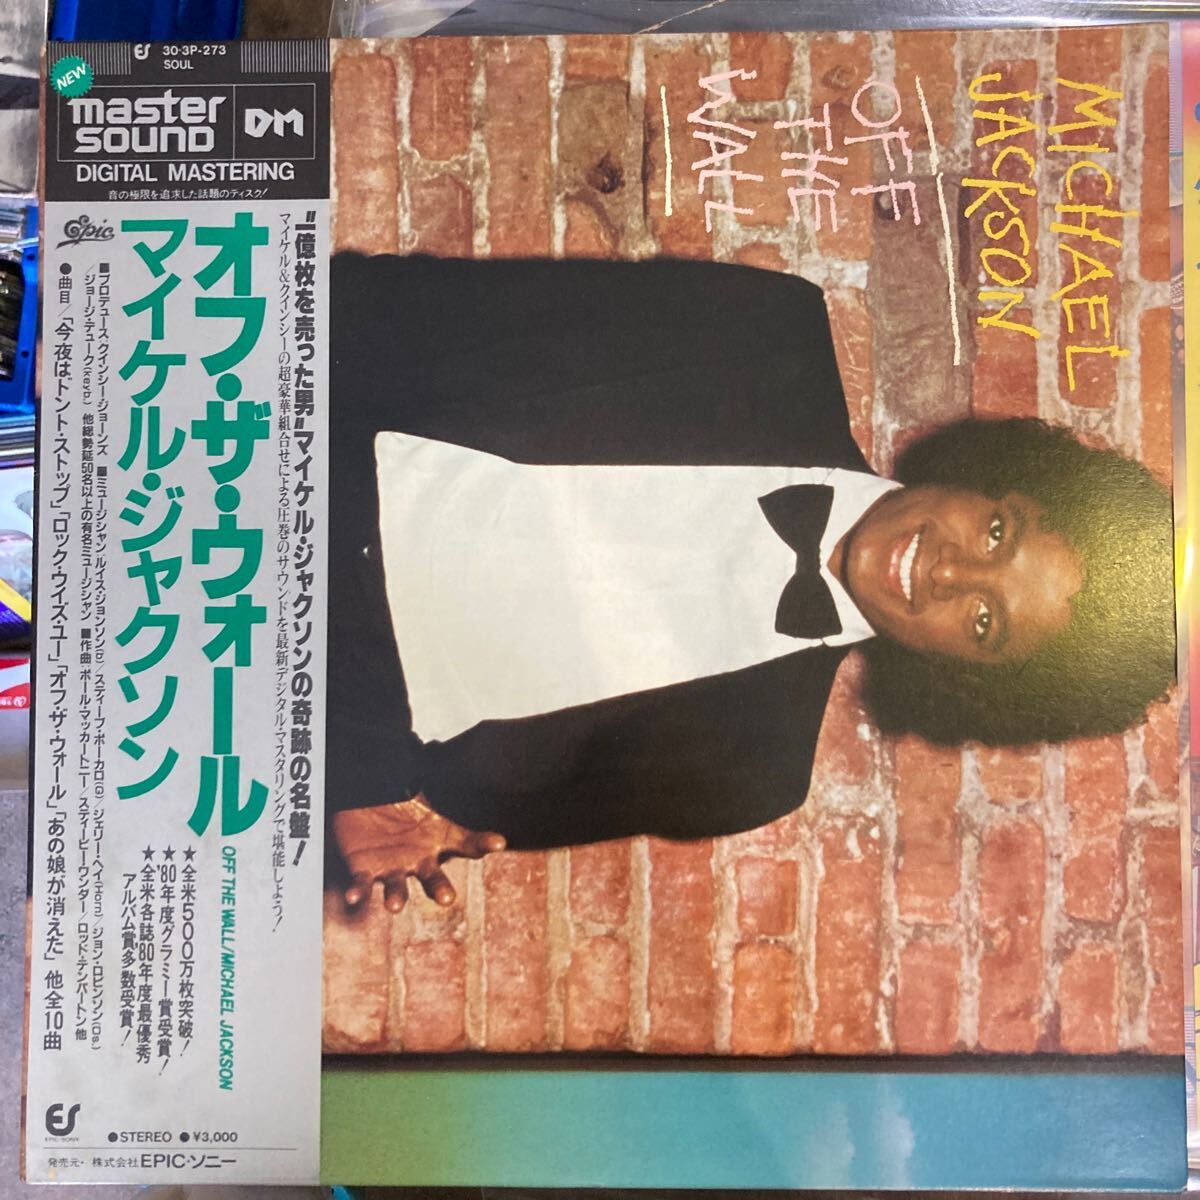 30·3P-273
SOUL
NEW
master
sound
DM
DIGITAL MASTERING
音の極限を追求した話題のディスク!
Epic
"1億枚を売った男"マイケル・ジャクソンの奇跡の名盤!
マイケル&クインシーの超豪華組合せによる圧巻のサウンドを最新デジタル・マスタリングで堪能しよう!
オフ・ザ・ウォール
OFF THE WALL/MICHAEL JACKSON
マイケル・ジャクソン
★全米500万枚突破!
★'80年度グラミー賞受賞!
★全米各誌'80年度最優秀
アルバム賞多数受賞!
■プロデュース:クインシー・ジョーンズ ■ミュージシャン:ルイス・ジョンソン(b)/スティーブ・ポーカロ(G)/ジェリー・ヘイ(Horn)/ジョン・ロビンソン(Ds.)
/ジョージ・デューク(keyb.) 他総勢延50名以上の有名ミュージシャン ■作曲:ポール・マッカートニー/スティービー・ワンダー/ロッド・テンパートン他
●曲目/「今夜はドント・ストップ」「ロック・ウィズ・ユー」「オフ・ザ・ウォール」「あの娘が消えた」他全10曲
EPIC・SONY
●STEREO ●¥3,000
発売元・株式会社EPIC・ソニー
MICHAEL
JACKSON
OFF
THE
WALL